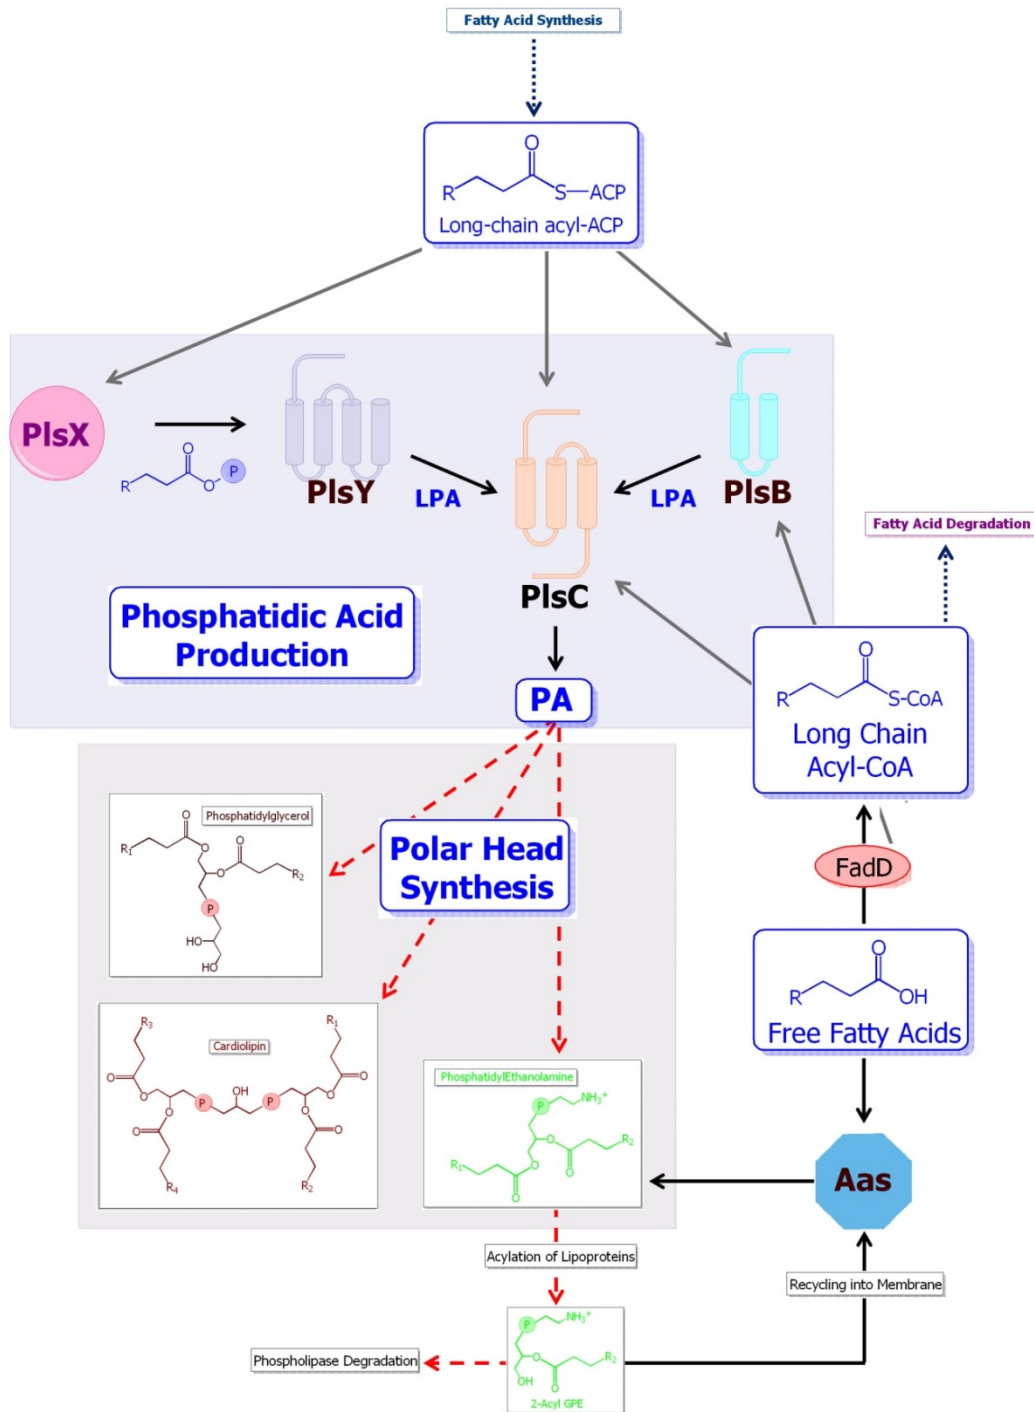 Fatty Acid Synthesis
O
R
S—ACP
Long-chain acyl-ACP
PlsX
O
R
O
P
PlsY
LPA
PlsC
LPA
PlsB
Fatty Acid Degradation
Phosphatidic Acid
Production
PA
O
R
S-CoA
Long Chain
Acyl-CoA
Phosphatidylglycerol
O
O
R1
O
O
R2
P
HO
HO
Polar Head
Synthesis
FadD
O
R
OH
Free Fatty Acids
Cardiolipin
R3
R1
O
O
O
OH
O
O
P
P
O
O
O
R4
R2
PhosphatidylEthanolamine
P
NH3+
O
R2
R1
O
O
O
Aas
Acylation of Lipoproteins
Recycling into Membrane
P
NH3+
O
R2
OH
O
2-Acyl GPE
Phospholipase Degradation